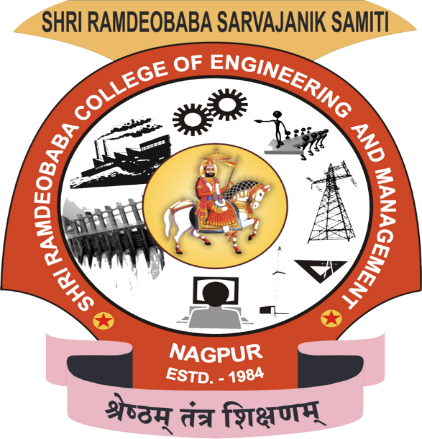 SHRI RAMDEOBABA SARVAJANIK SAMITI
SHRI RAMDEOBABA COLLEGE OF ENGINEERING AND MANAGEMENT
NAGPUR
ESTD. - 1984
श्रेष्ठम् तंत्र शिक्षणम्